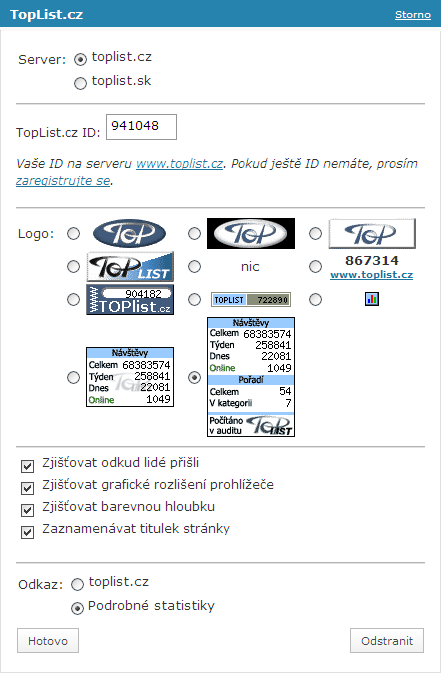 TopList.cz Storno
Server: toplist.cz
toplist.sk
TopList.cz ID: 941048
Vaše ID na serveru www.toplist.cz. Pokud ještě ID nemáte, prosím
zaregistrujte se.
Logo: TOP TOP TOP
TOP LIST nic 867314
www.toplist.cz
904182
TOPlist.cz TOPLIST 722890
Návštěvy
Celkem 68383574
Týden 258841
Dnes 22081
Online 1049
Návštěvy
Celkem 68383574
Týden 258841
Dnes 22081
Online 1049
Pořadí
Celkem 54
V kategorii 7
Počítáno
v auditu TOP LIST
Zjišťovat odkud lidé přišli
Zjišťovat grafické rozlišení prohlížeče
Zjišťovat barevnou hloubku
Zaznamenávat titulek stránky
Odkaz: toplist.cz
Podrobné statistiky
Hotovo Odstranit